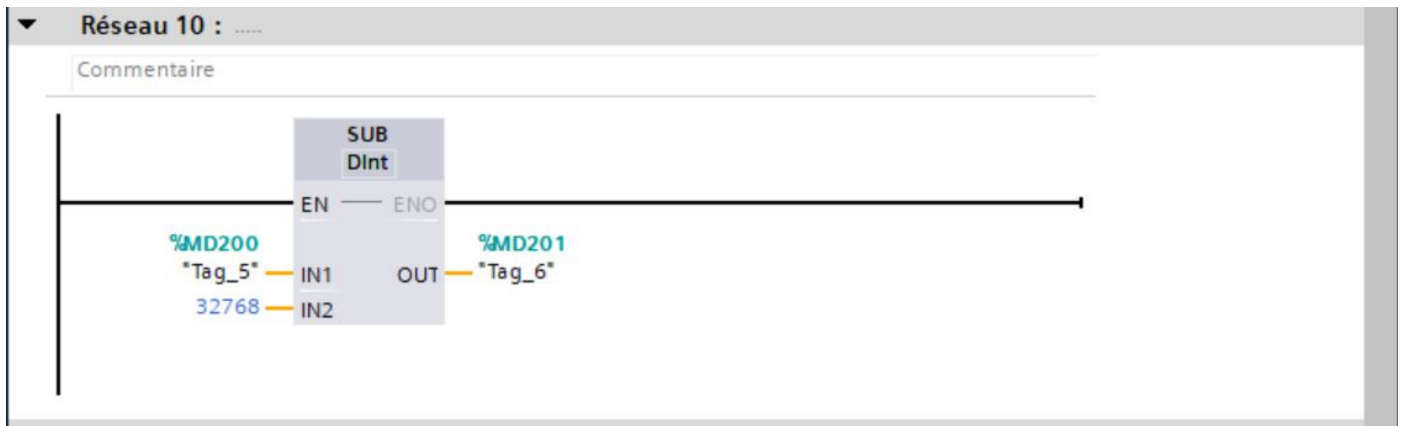 Réseau 10 : .....
Commentaire
SUB
DInt
EN ENO
%MD200 %MD201
"Tag_5" IN1 OUT "Tag_6"
32768 IN2